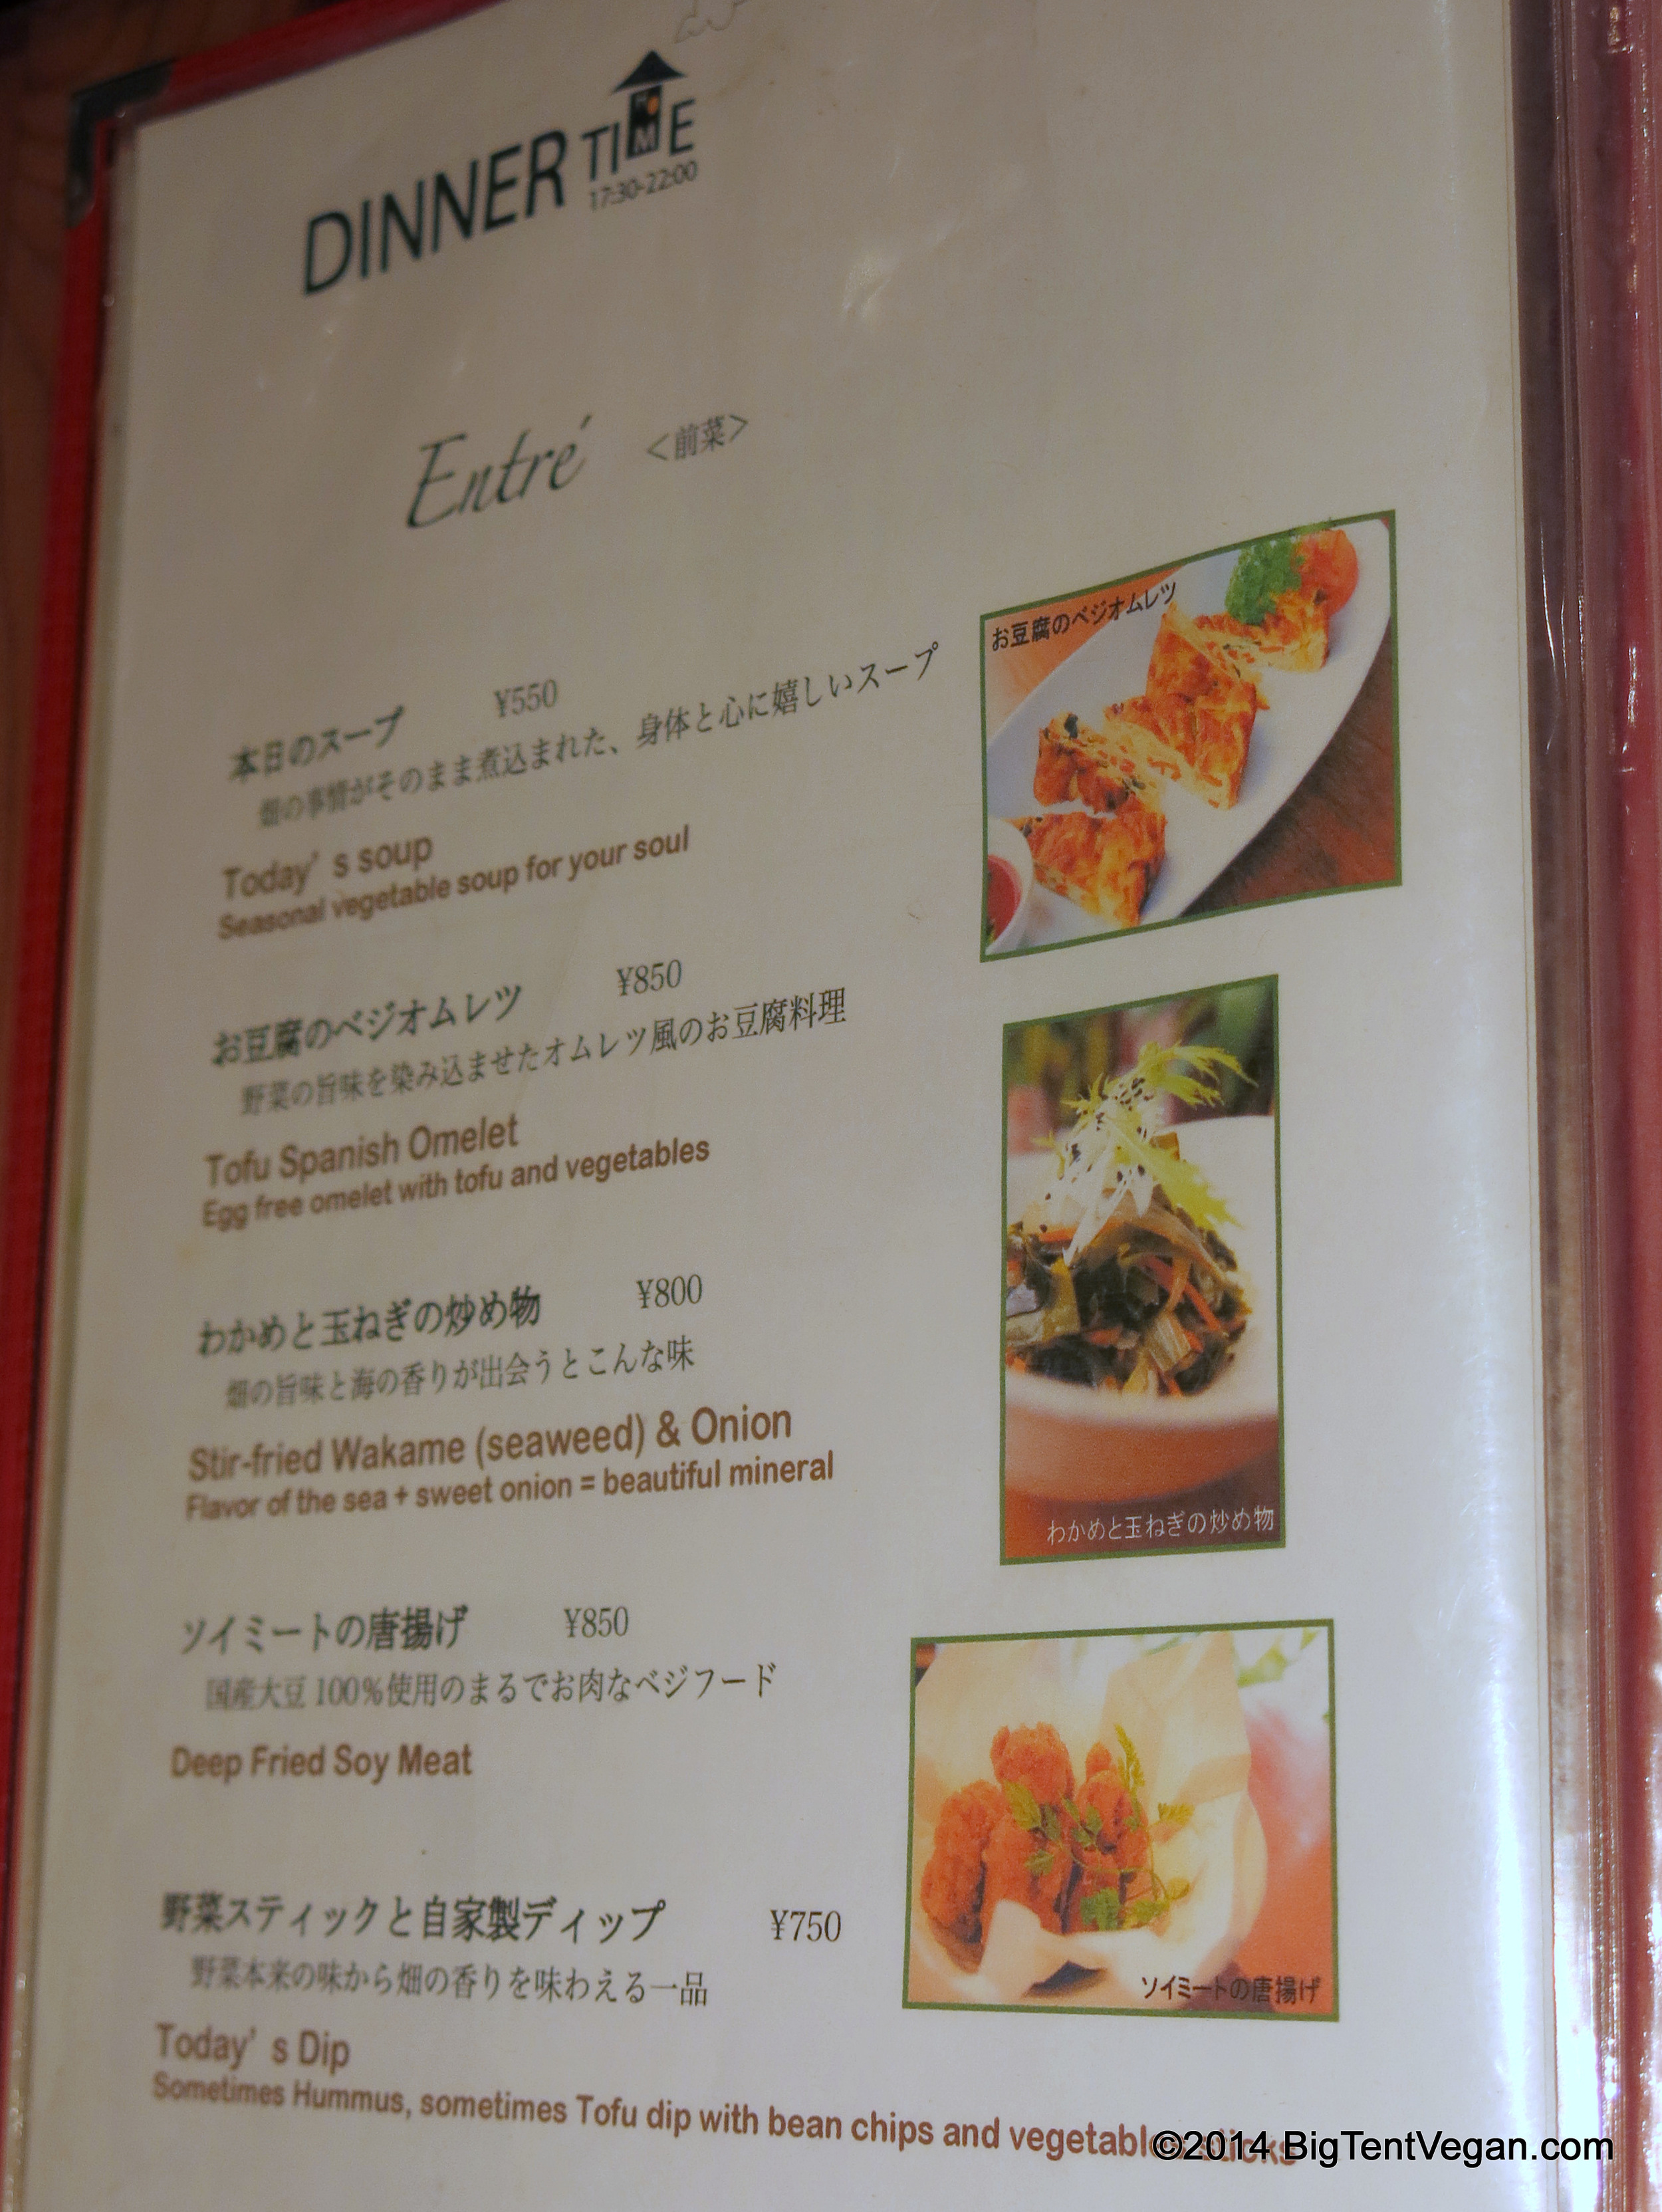 DINNER TIME
HOM
17:30-22:00
Entré <前菜>
本日のスープ ¥550
畑の事情がそのまま煮込まれた、身体と心に嬉しいスープ
Today's soup
Seasonal vegetable soup for your soul
お豆腐のベジオムレツ ¥850
野菜の旨味を染み込ませたオムレツ風のお豆腐料理
Tofu Spanish Omelet
Egg free omelet with tofu and vegetables
わかめと玉ねぎの炒め物 ¥800
畑の旨味と海の香りが出会うとこんな味
Stir-fried Wakame (seaweed) & Onion
Flavor of the sea + sweet onion = beautiful mineral
ソイミートの唐揚げ ¥850
国産大豆100%使用のまるでお肉なベジフード
Deep Fried Soy Meat
野菜スティックと自家製ディップ ¥750
野菜本来の味から畑の香りを味わえる一品
Today's Dip
Sometimes Hummus, sometimes Tofu dip with bean chips and vegetables sticks
お豆腐のベジオムレツ
わかめと玉ねぎの炒め物
ソイミートの唐揚げ
©2014 BigTentVegan.com